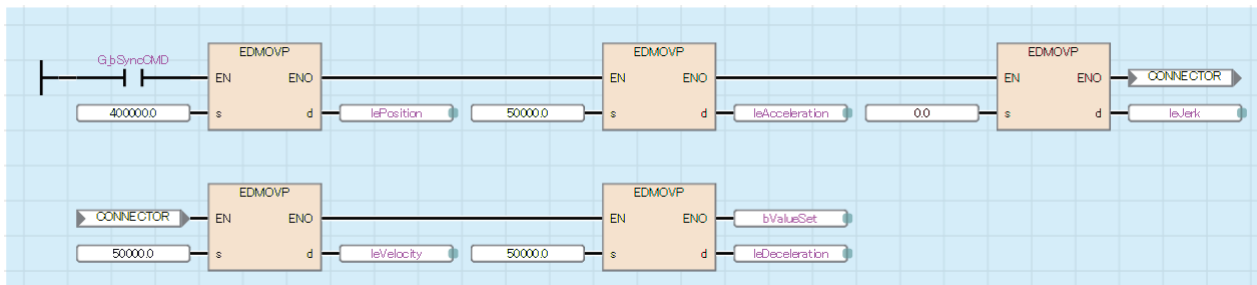 G_bSyncCMD
EDMOVP EDMOVP EDMOVP
EN ENO EN ENO EN ENO CONNECTOR
400000.0 s d lePosition 50000.0 s d leAcceleration 0.0 s d leJerk
EDMOVP EDMOVP
CONNECTOR EN ENO EN ENO bValueSet
50000.0 s d leVelocity 50000.0 s d leDeceleration